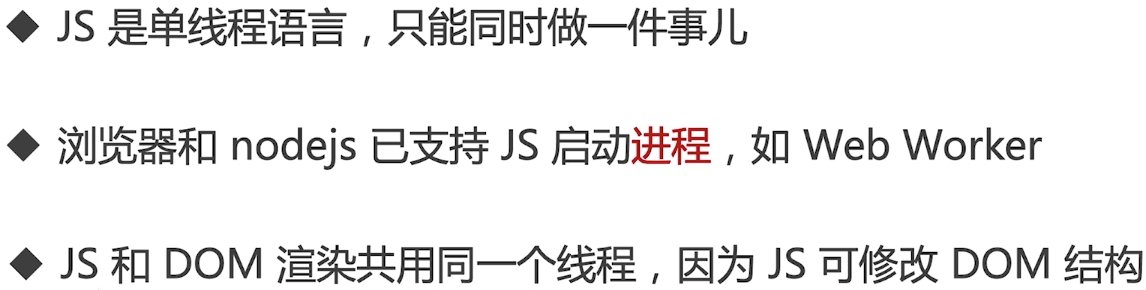 ◆ JS 是单线程语言，只能同时做一件事儿
◆ 浏览器和 nodejs 已支持 JS 启动进程，如 Web Worker
◆ JS 和 DOM 渲染共用同一个线程，因为 JS 可修改 DOM 结构